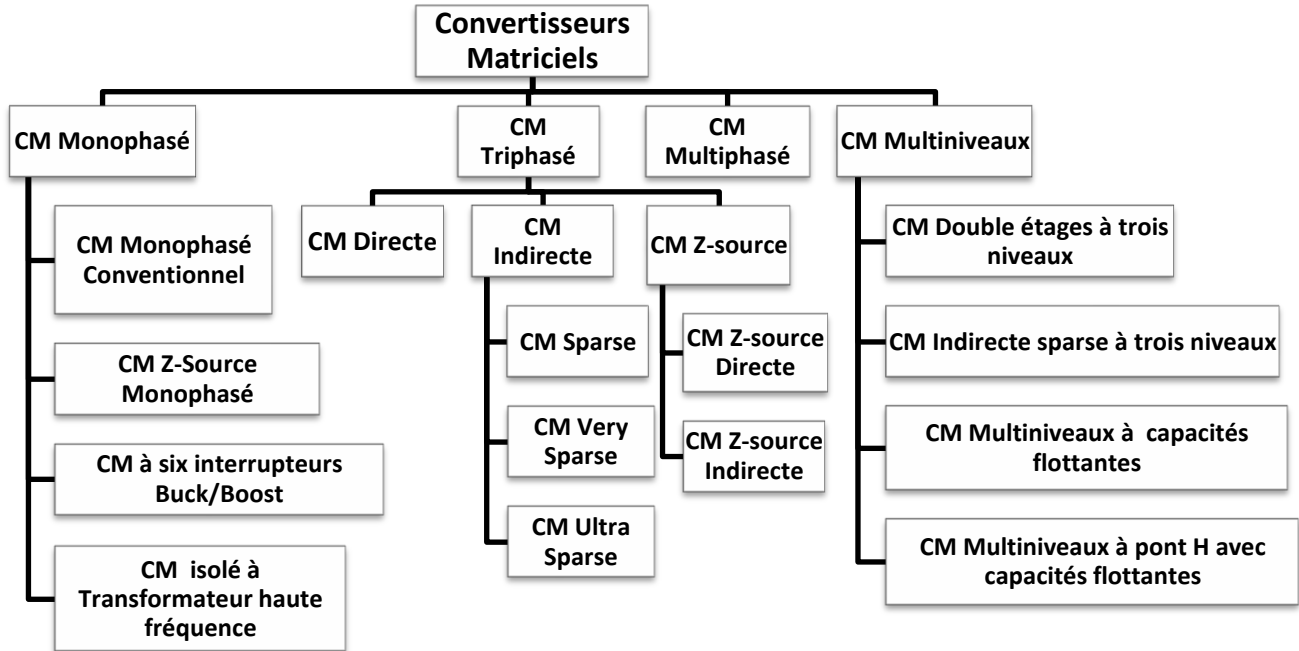 Convertisseurs
Matriciels
CM Monophasé
CM
Triphasé
CM
Multiphasé
CM Multiniveaux
CM Monophasé
Conventionnel
CM Z-Source
Monophasé
CM à six interrupteurs
Buck/Boost
CM isolé à
Transformateur haute
fréquence
CM Directe
CM
Indirecte
CM Z-source
CM Sparse
CM Very
Sparse
CM Ultra
Sparse
CM Z-source
Directe
CM Z-source
Indirecte
CM Double étages à trois
niveaux
CM Indirecte sparse à trois niveaux
CM Multiniveaux à capacités
flottantes
CM Multiniveaux à pont H avec
capacités flottantes